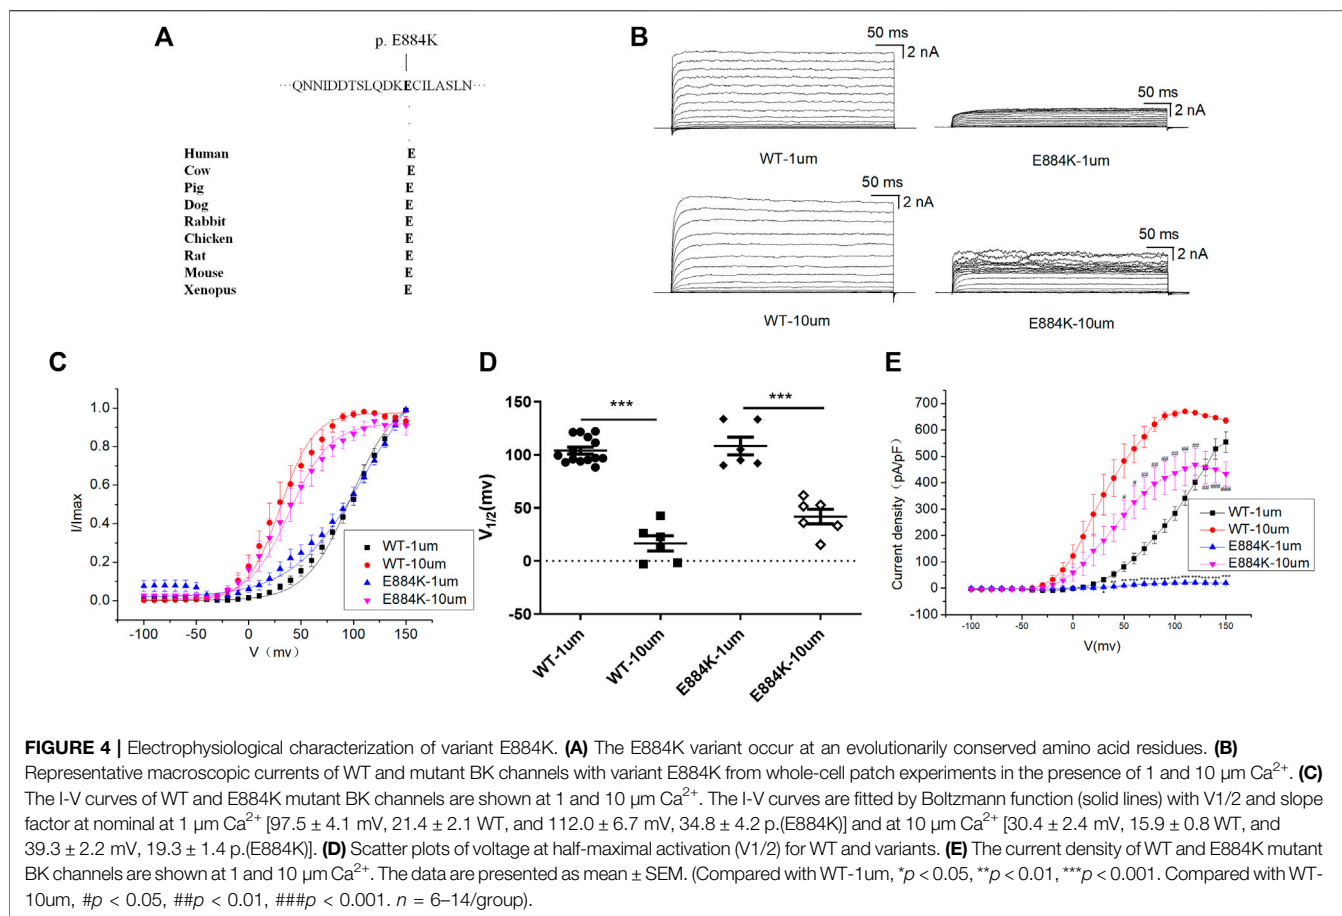 A
p. E884K
···QNNIDDTSLQDKECILASLN···
Human E
Cow E
Pig E
Dog E
Rabbit E
Chicken E
Rat E
Mouse E
Xenopus E
B
50 ms
2 nA
WT-1um
50 ms
2 nA
E884K-1um
50 ms
2 nA
WT-10um
50 ms
2 nA
E884K-10um
C
I/Imax
1.0
0.8
0.6
0.4
0.2
0.0
-100 -50 0 50 100 150
V（mv）
WT-1um
WT-10um
E884K-1um
E884K-10um
D
V1/2(mv)
150
100
50
0
-50
***
***
WT-1um
WT-10um
E884K-1um
E884K-10um
E
Current density（pA/pF）
700
600
500
400
300
200
100
0
-100
-100 -50 0 50 100 150
V(mv)
WT-1um
WT-10um
E884K-1um
E884K-10um
FIGURE 4 | Electrophysiological characterization of variant E884K. (A) The E884K variant occur at an evolutionarily conserved amino acid residues. (B)
Representative macroscopic currents of WT and mutant BK channels with variant E884K from whole-cell patch experiments in the presence of 1 and 10 μm Ca²⁺. (C)
The I-V curves of WT and E884K mutant BK channels are shown at 1 and 10 μm Ca²⁺. The I-V curves are fitted by Boltzmann function (solid lines) with V1/2 and slope
factor at nominal at 1 μm Ca²⁺ [97.5 ± 4.1 mV, 21.4 ± 2.1 WT, and 112.0 ± 6.7 mV, 34.8 ± 4.2 p.(E884K)] and at 10 μm Ca²⁺ [30.4 ± 2.4 mV, 15.9 ± 0.8 WT, and
39.3 ± 2.2 mV, 19.3 ± 1.4 p.(E884K)]. (D) Scatter plots of voltage at half-maximal activation (V1/2) for WT and variants. (E) The current density of WT and E884K mutant
BK channels are shown at 1 and 10 μm Ca²⁺. The data are presented as mean ± SEM. (Compared with WT-1um, *p < 0.05, **p < 0.01, ***p < 0.001. Compared with WT-
10um, #p < 0.05, ##p < 0.01, ###p < 0.001. n = 6–14/group).